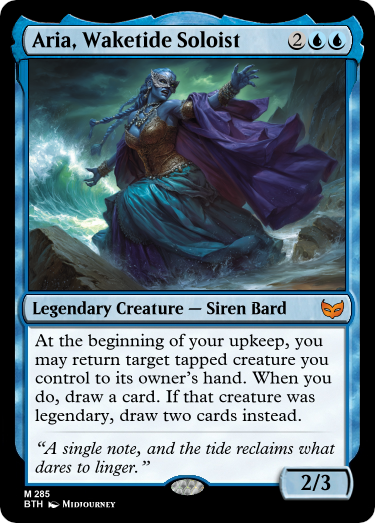 Aria, Waketide Soloist 2
Legendary Creature — Siren Bard
At the beginning of your upkeep, you
may return target tapped creature you
control to its owner's hand. When you
do, draw a card. If that creature was
legendary, draw two cards instead.
“A single note, and the tide reclaims what
dares to linger.”
2/3
M 285
BTH Midjourney